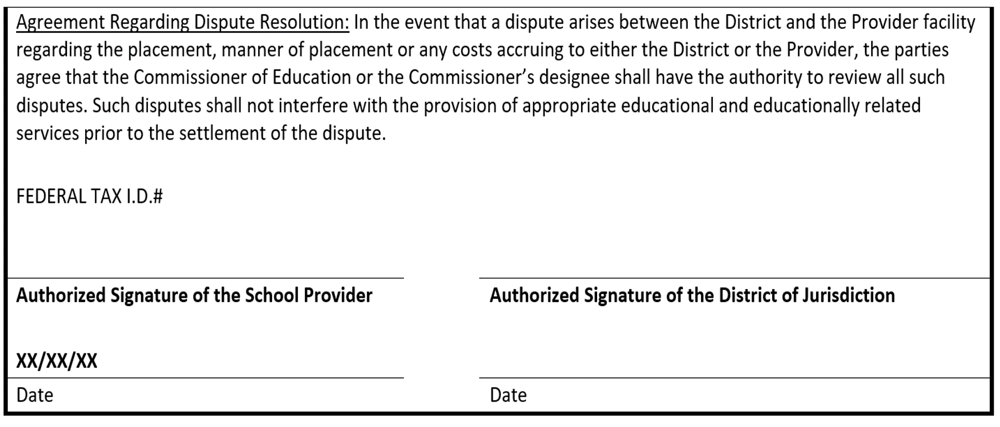 Agreement Regarding Dispute Resolution: In the event that a dispute arises between the District and the Provider facility
regarding the placement, manner of placement or any costs accruing to either the District or the Provider, the parties
agree that the Commissioner of Education or the Commissioner’s designee shall have the authority to review all such
disputes. Such disputes shall not interfere with the provision of appropriate educational and educationally related
services prior to the settlement of the dispute.
FEDERAL TAX I.D.#
Authorized Signature of the School Provider
Authorized Signature of the District of Jurisdiction
XX/XX/XX
Date
Date